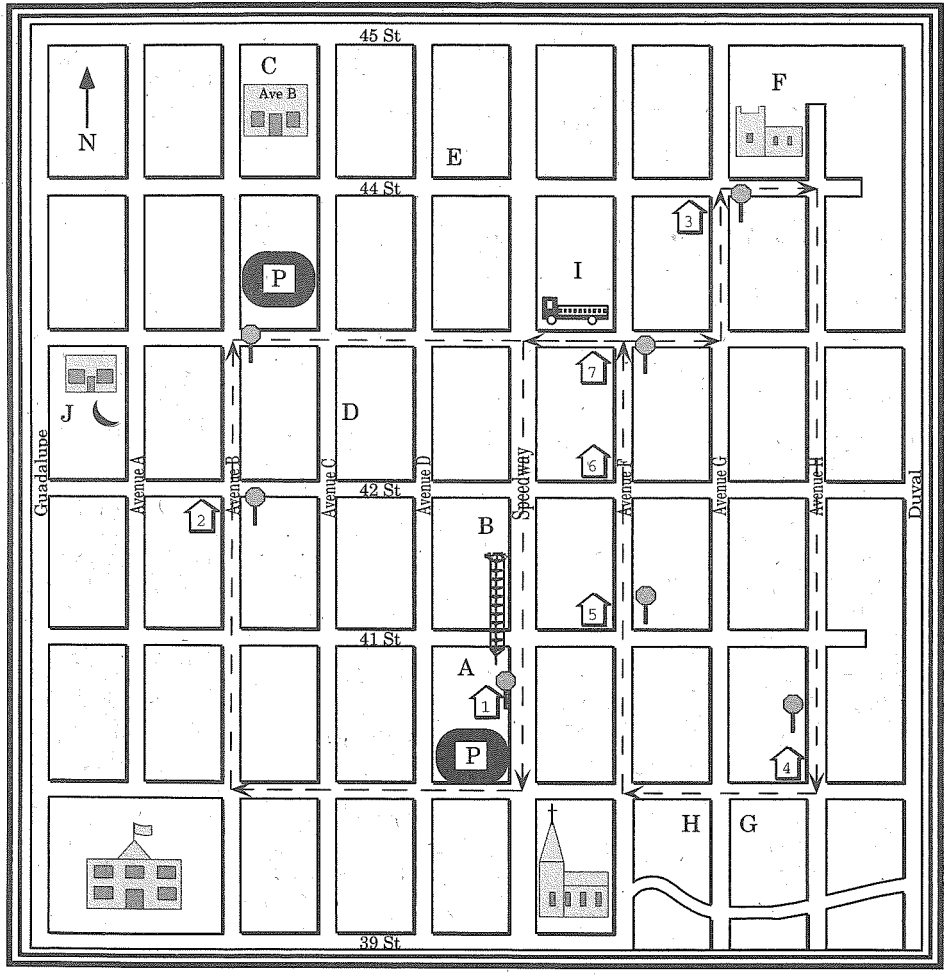 45 St
C
F
Ave B
N
E
44 St
3
P
I
7
J
D
6
Guadalupe
Avenue A
Avenue B
Avenue C
Avenue D
Speedway
Avenue F
Avenue G
Avenue H
Duval
42 St
2
B
5
41 St
A
1
P
4
H
G
39 St